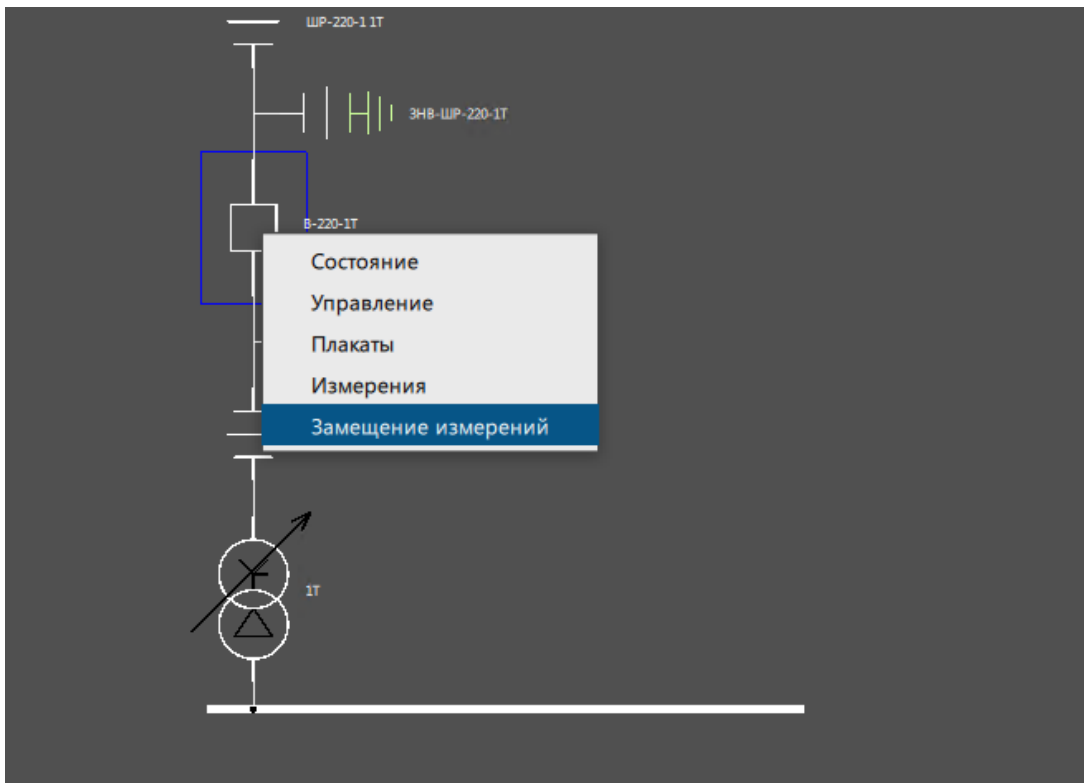 ШР-220-1 1Т
ЗНВ-ШР-220-1Т
В-220-1Т
Состояние
Управление
Плакаты
Измерения
Замещение измерений
1Т